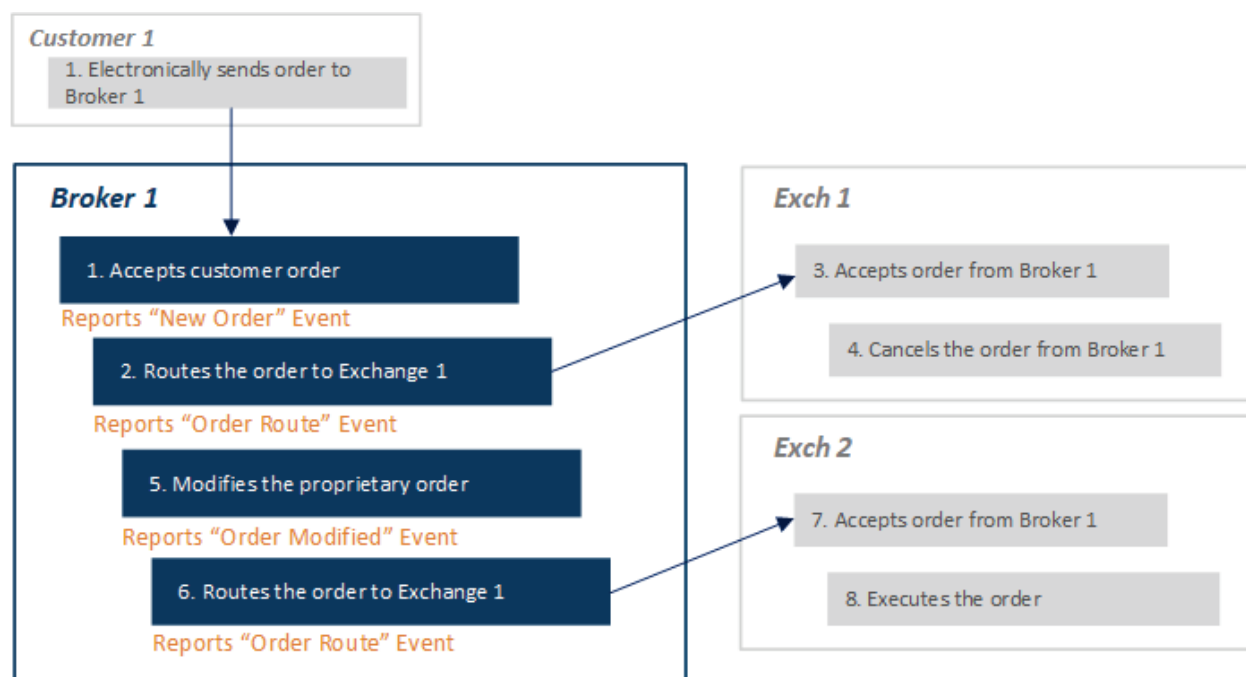 Customer 1
1. Electronically sends order to
Broker 1
Broker 1
1. Accepts customer order
Reports “New Order” Event
2. Routes the order to Exchange 1
Reports “Order Route” Event
5. Modifies the proprietary order
Reports “Order Modified” Event
6. Routes the order to Exchange 1
Reports “Order Route” Event
Exch 1
3. Accepts order from Broker 1
4. Cancels the order from Broker 1
Exch 2
7. Accepts order from Broker 1
8. Executes the order